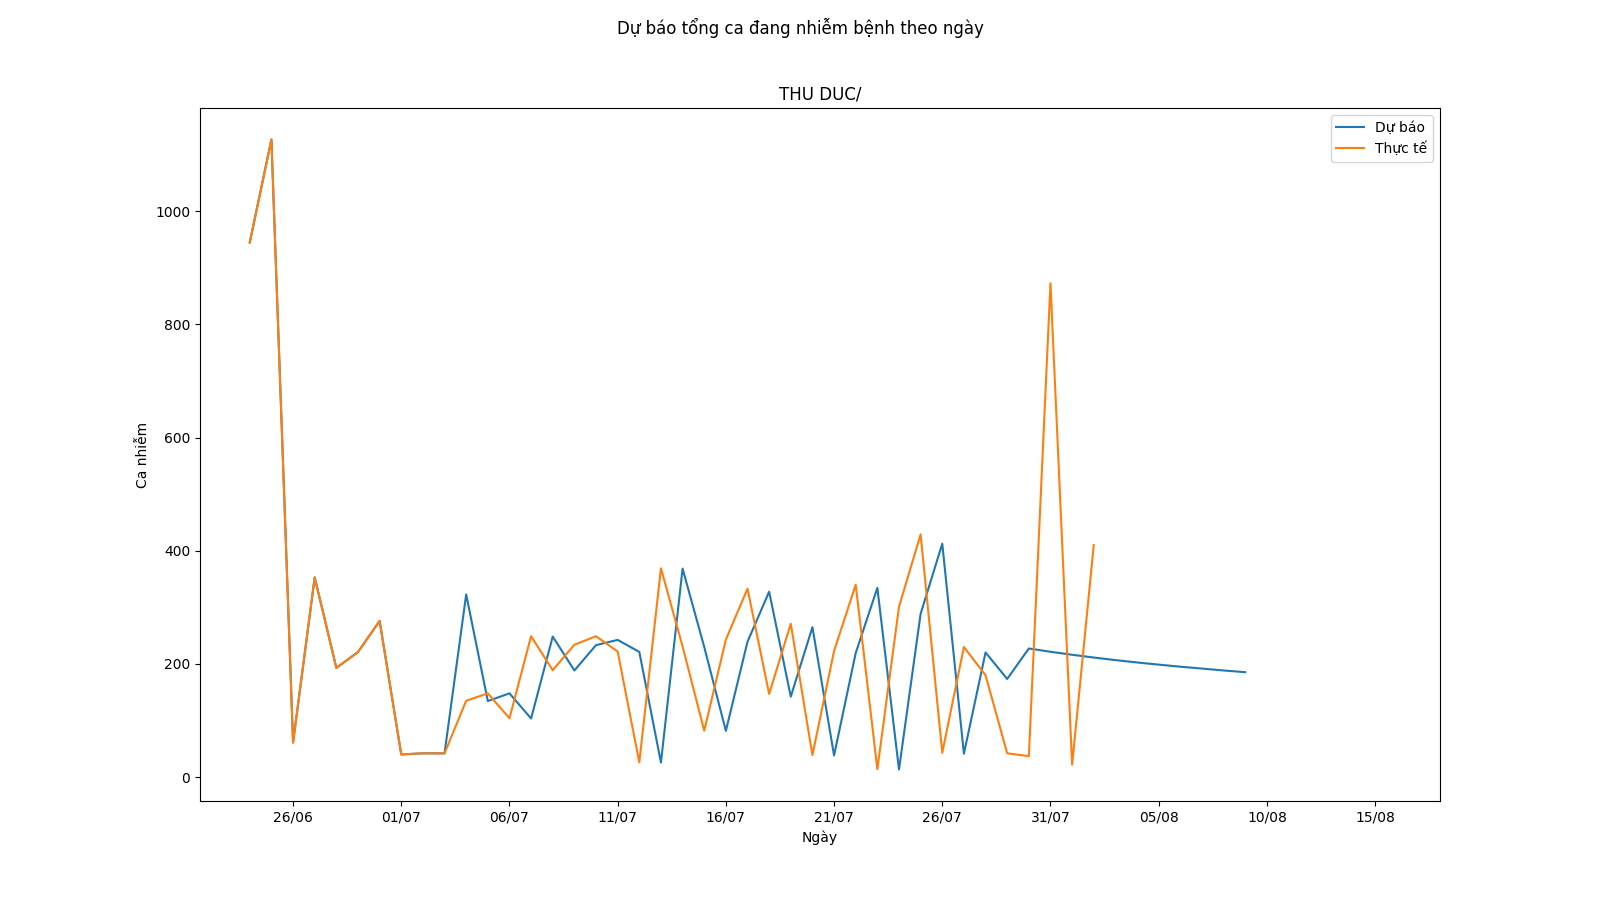 Dự báo tổng ca đang nhiễm bệnh theo ngày
THU DUC/
Dự báo
Thực tế
1000
800
600
400
200
0
Ca nhiễm
26/06 01/07 06/07 11/07 16/07 21/07 26/07 31/07 05/08 10/08 15/08
Ngày